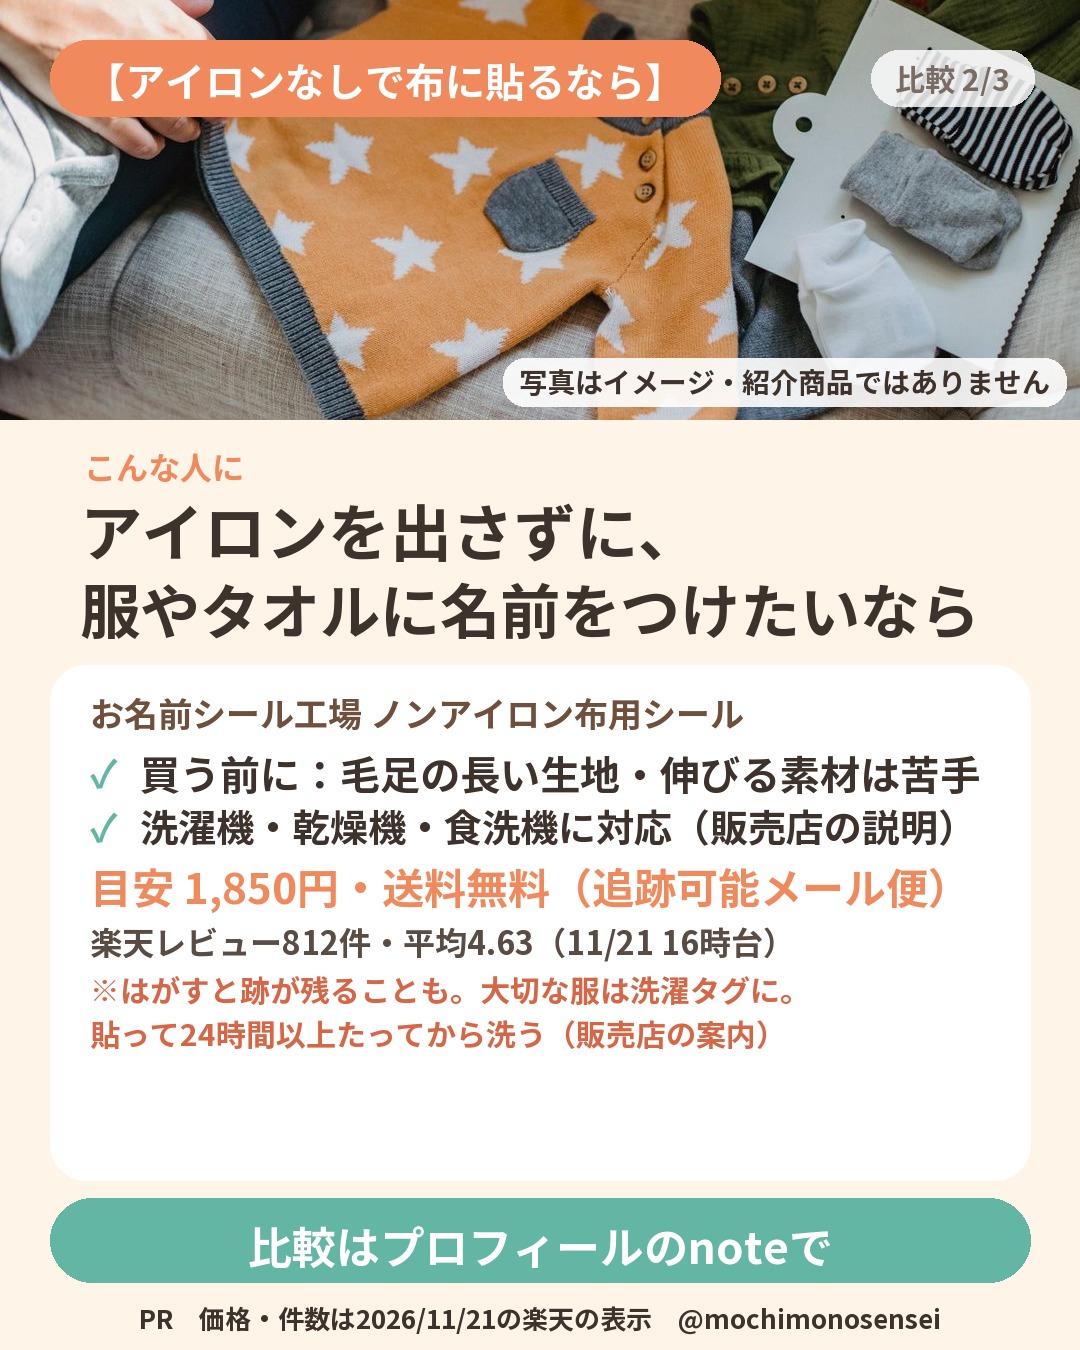 【アイロンなしで布に貼るなら】
比較 2/3
写真はイメージ・紹介商品ではありません
こんな人に
アイロンを出さずに、
服やタオルに名前をつけたいなら
お名前シール工場 ノンアイロン布用シール
✓ 買う前に：毛足の長い生地・伸びる素材は苦手
✓ 洗濯機・乾燥機・食洗機に対応（販売店の説明）
目安 1,850円・送料無料（追跡可能メール便）
楽天レビュー812件・平均4.63（11/21 16時台）
※はがすと跡が残ることも。大切な服は洗濯タグに。
貼って24時間以上たってから洗う（販売店の案内）
比較はプロフィールのnoteで
PR　価格・件数は2026/11/21の楽天の表示　@mochimonosensei